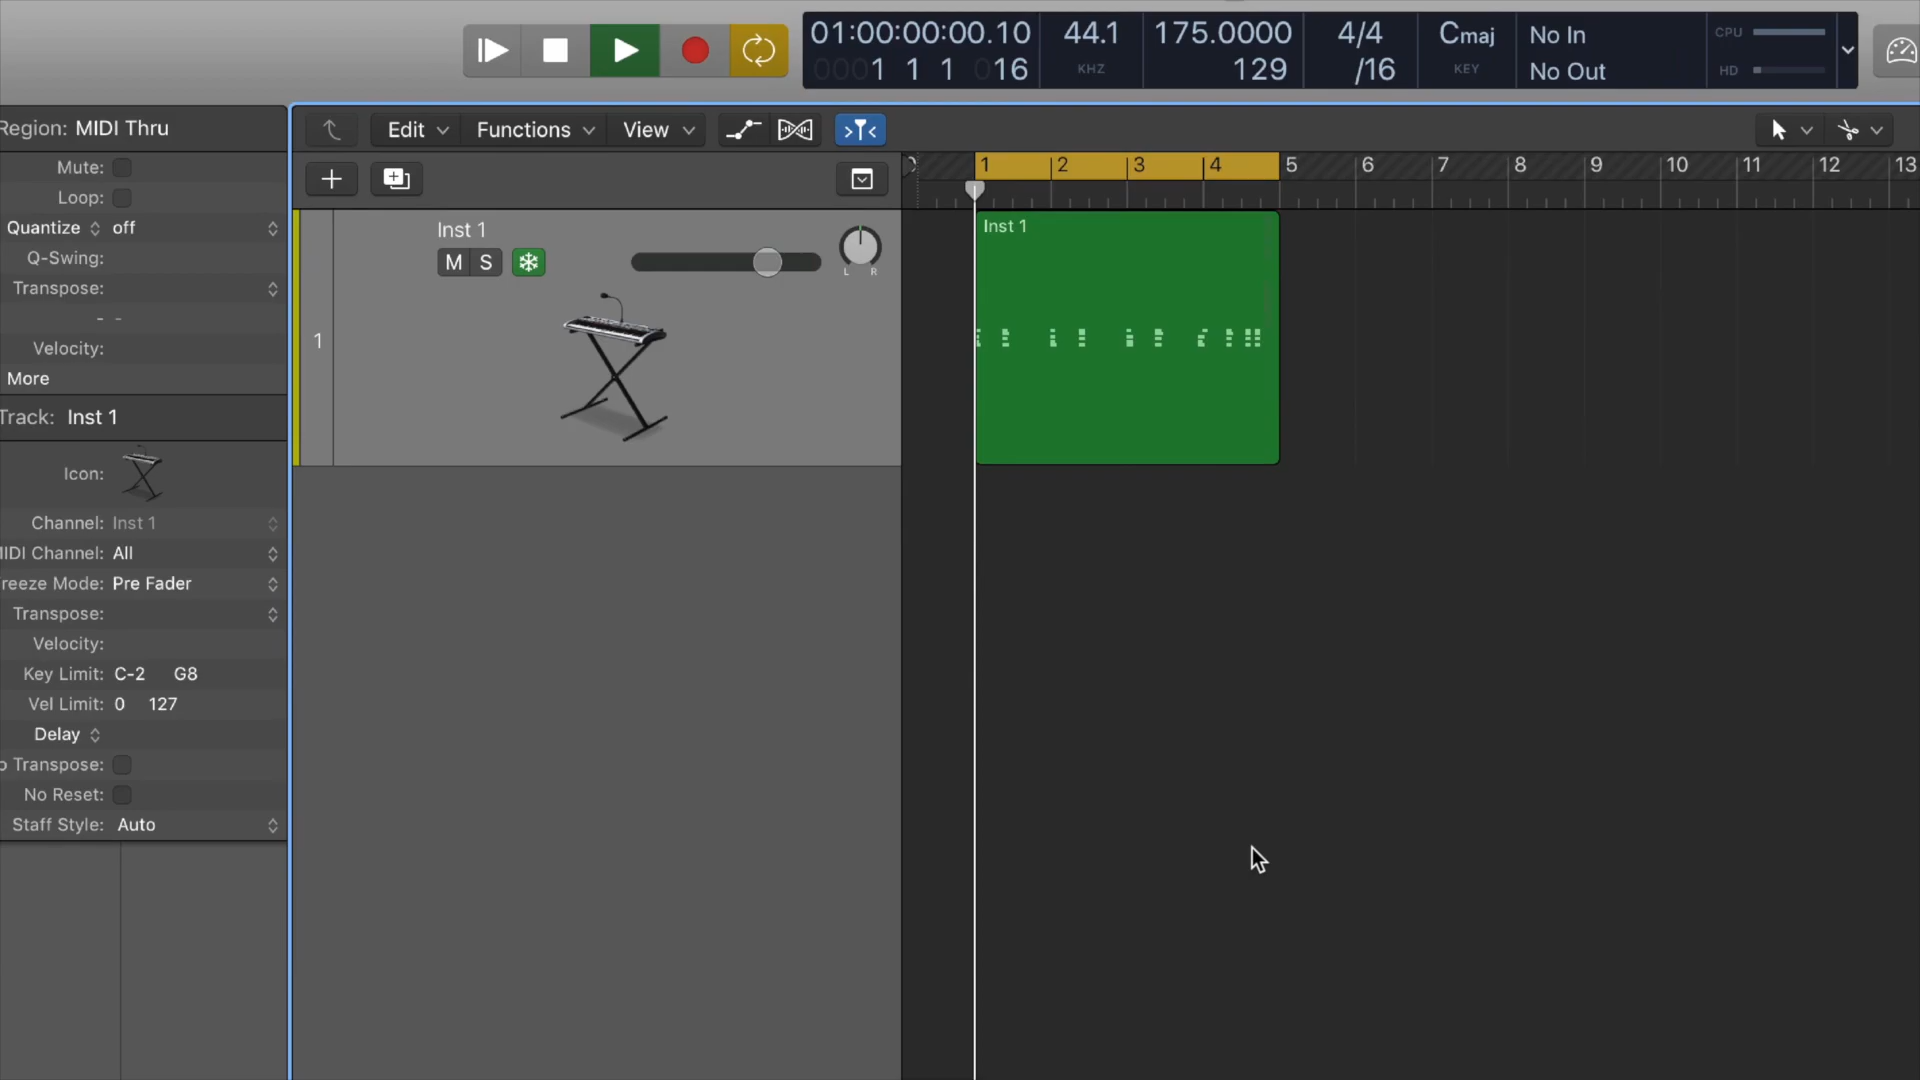 01:00:00:00.10
0001 1 1 016
44.1
KHZ
175.0000
129
4/4
/16
Cmaj
KEY
No In
No Out
CPU
HD
Region: MIDI Thru
Mute:
Loop:
Quantize off
Q-Swing:
Transpose:
- -
Velocity:
More
Track: Inst 1
Icon:
Channel: Inst 1
MIDI Channel: All
reeze Mode: Pre Fader
Transpose:
Velocity:
Key Limit: C-2 G8
Vel Limit: 0 127
Delay
o Transpose:
No Reset:
Staff Style: Auto
Edit Functions View
1 2 3 4 5 6 7 8 9 10 11 12 13
1
Inst 1
M S
L R
Inst 1